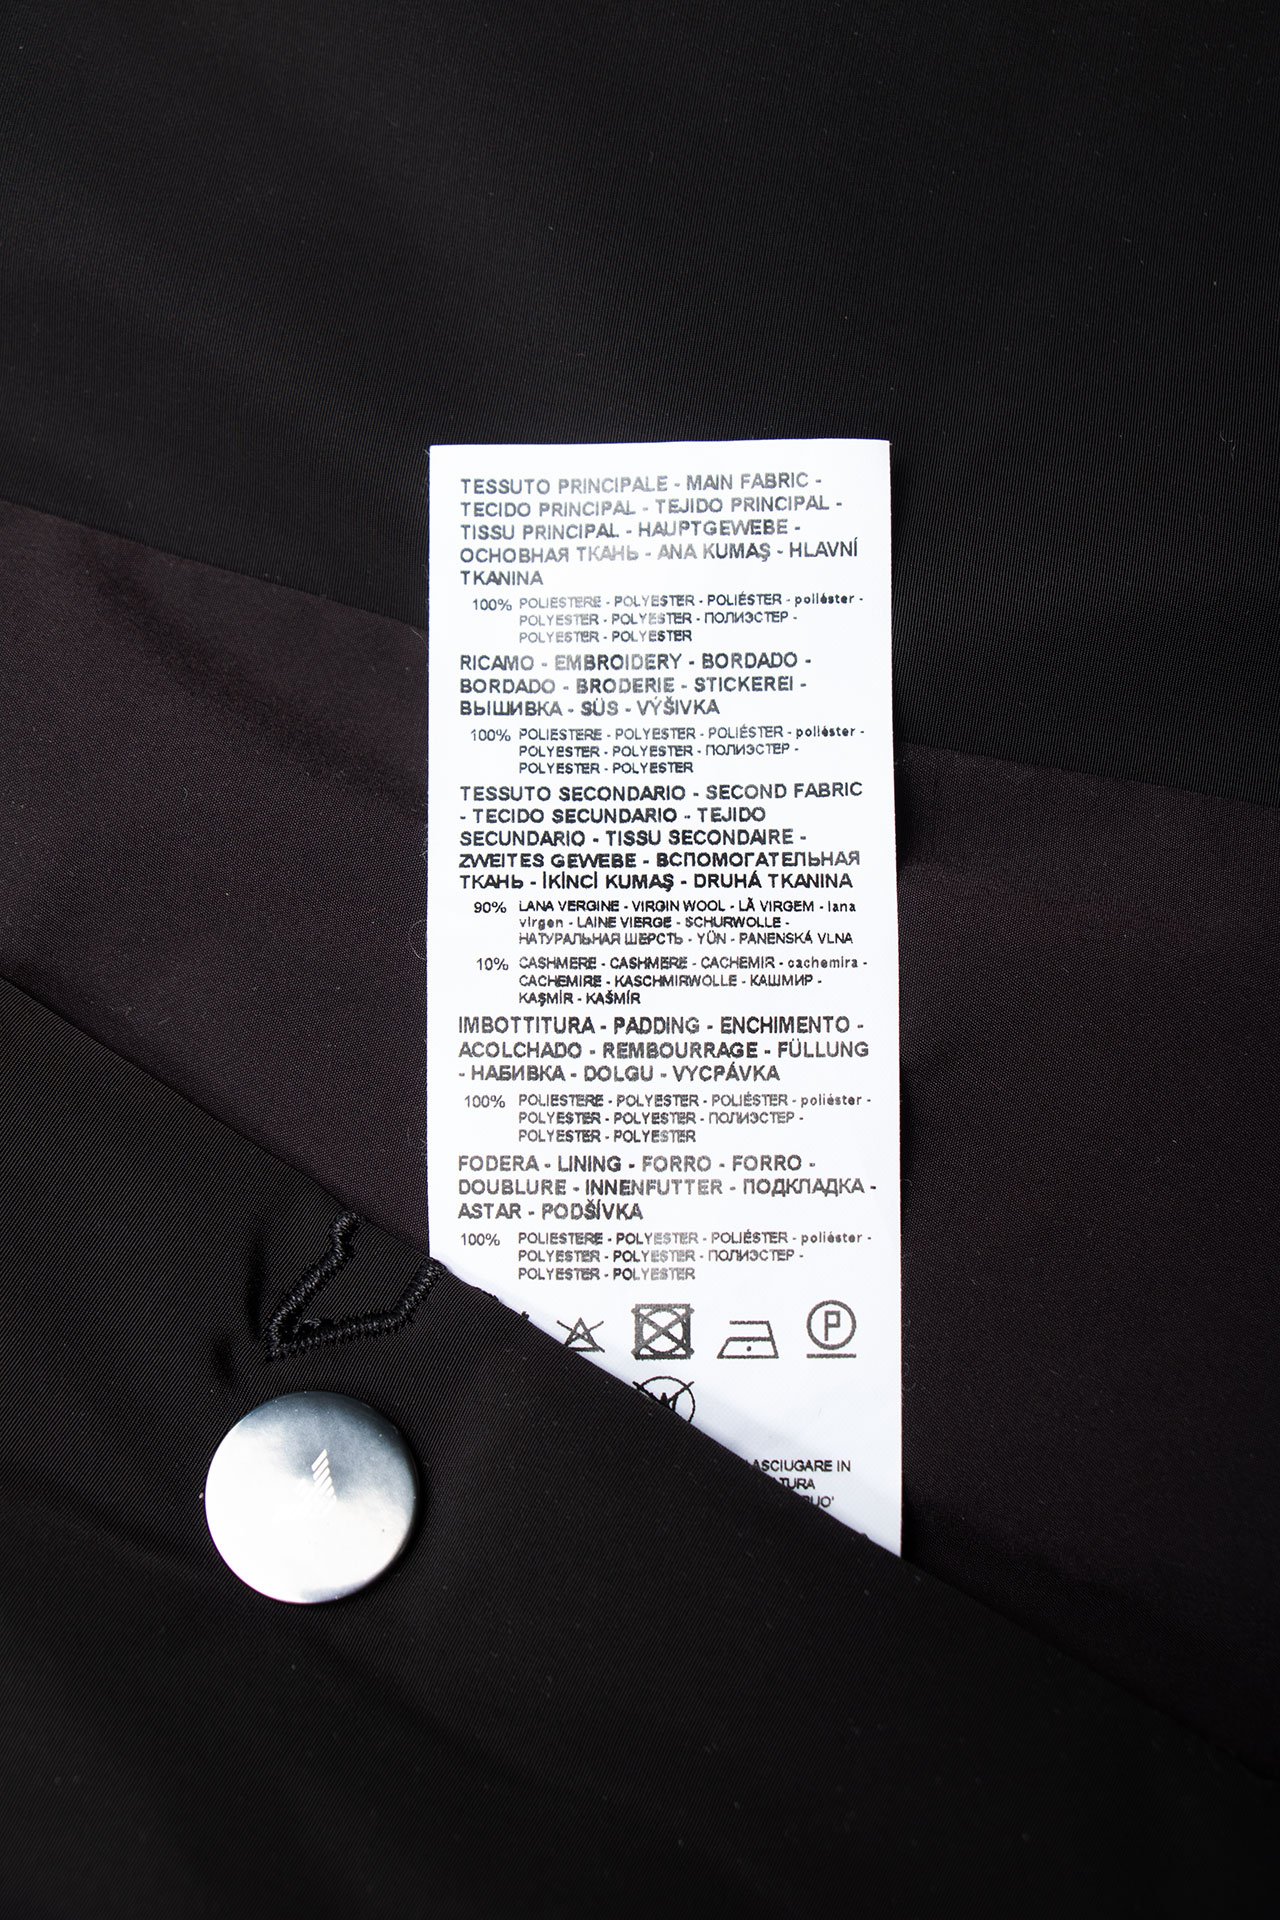 TESSUTO PRINCIPALE - MAIN FABRIC -
TECIDO PRINCIPAL - TEJIDO PRINCIPAL -
TISSU PRINCIPAL - HAUPTGEWEBE -
ОСНОВНАЯ ТКАНЬ - ANA KUMAŞ - HLAVNÍ
TKANINA
100% POLIESTERE - POLYESTER - POLIÉSTER - poliéster -
POLYESTER - POLYESTER - ПОЛИЭСТЕР -
POLYESTER - POLYESTER
RICAMO - EMBROIDERY - BORDADO -
BORDADO - BRODERIE - STICKEREI -
ВЫШИВКА - SÜS - VÝŠIVKA
100% POLIESTERE - POLYESTER - POLIÉSTER - poliéster -
POLYESTER - POLYESTER - ПОЛИЭСТЕР -
POLYESTER - POLYESTER
TESSUTO SECONDARIO - SECOND FABRIC
- TECIDO SECUNDARIO - TEJIDO
SECUNDARIO - TISSU SECONDAIRE -
ZWEITES GEWEBE - ВСПОМОГАТЕЛЬНАЯ
ТКАНЬ - İKİNCİ KUMAŞ - DRUHÁ TKANINA
90% LANA VERGINE - VIRGIN WOOL - LÃ VIRGEM - lana
virgen - LAINE VIERGE - SCHURWOLLE -
НАТУРАЛЬНАЯ ШЕРСТЬ - YÜN - PANENSKÁ VLNA
10% CASHMERE - CASHMERE - CACHEMIR - cachemira -
CACHEMIRE - KASCHMIRWOLLE - КАШМИР -
KAŞMİR - KAŠMÍR
IMBOTTITURA - PADDING - ENCHIMENTO -
ACOLCHADO - REMBOURRAGE - FÜLLUNG
- НАБИВКА - DOLGU - VYCPÁVKA
100% POLIESTERE - POLYESTER - POLIÉSTER - poliéster -
POLYESTER - POLYESTER - ПОЛИЭСТЕР -
POLYESTER - POLYESTER
FODERA - LINING - FORRO - FORRO -
DOUBLURE - INNENFUTTER - ПОДКЛАДКА -
ASTAR - PODŠÍVKA
100% POLIESTERE - POLYESTER - POLIÉSTER - poliéster -
POLYESTER - POLYESTER - ПОЛИЭСТЕР -
POLYESTER - POLYESTER
P
ASCIUGARE IN